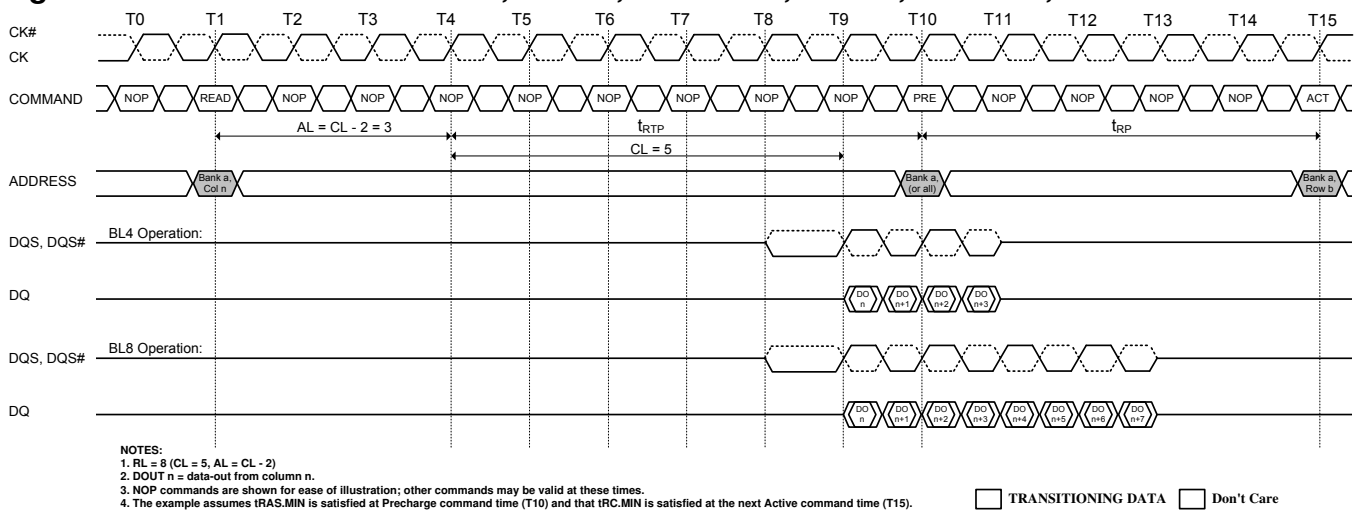 T0 T1 T2 T3 T4 T5 T6 T7 T8 T9 T10 T11 T12 T13 T14 T15
CK#
CK
COMMAND NOP READ NOP NOP NOP NOP NOP NOP NOP NOP PRE NOP NOP NOP NOP ACT
AL = CL - 2 = 3 tRTP tRP
CL = 5
ADDRESS Bank a, Col n Bank a, (or all) Bank a, Row b
BL4 Operation:
DQS, DQS#
DQ DO n DO n+1 DO n+2 DO n+3
BL8 Operation:
DQS, DQS#
DQ DO n DO n+1 DO n+2 DO n+3 DO n+4 DO n+5 DO n+6 DO n+7
NOTES:
1. RL = 8 (CL = 5, AL = CL - 2)
2. DOUT n = data-out from column n.
3. NOP commands are shown for ease of illustration; other commands may be valid at these times.
4. The example assumes tRAS.MIN is satisfied at Precharge command time (T10) and that tRC.MIN is satisfied at the next Active command time (T15).
TRANSITIONING DATA Don't Care